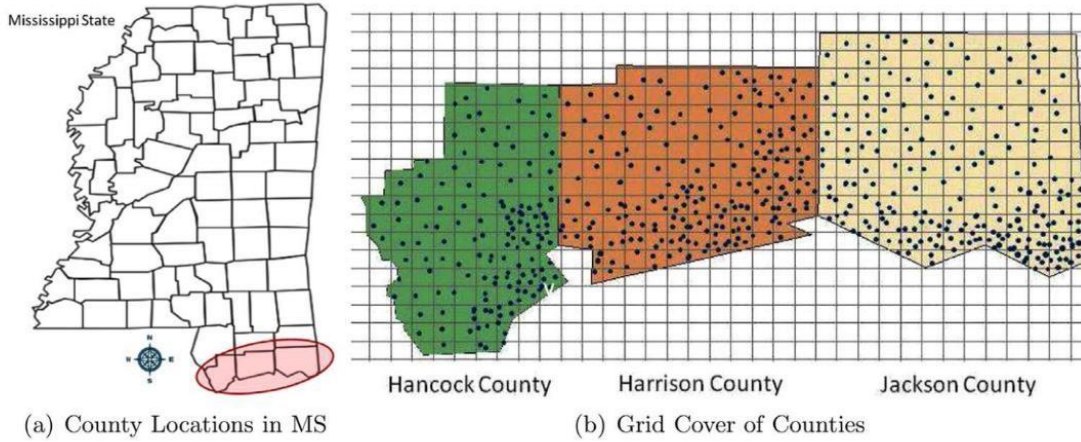 Mississippi State
N
E
S
Hancock County
Harrison County
Jackson County
(a) County Locations in MS
(b) Grid Cover of Counties